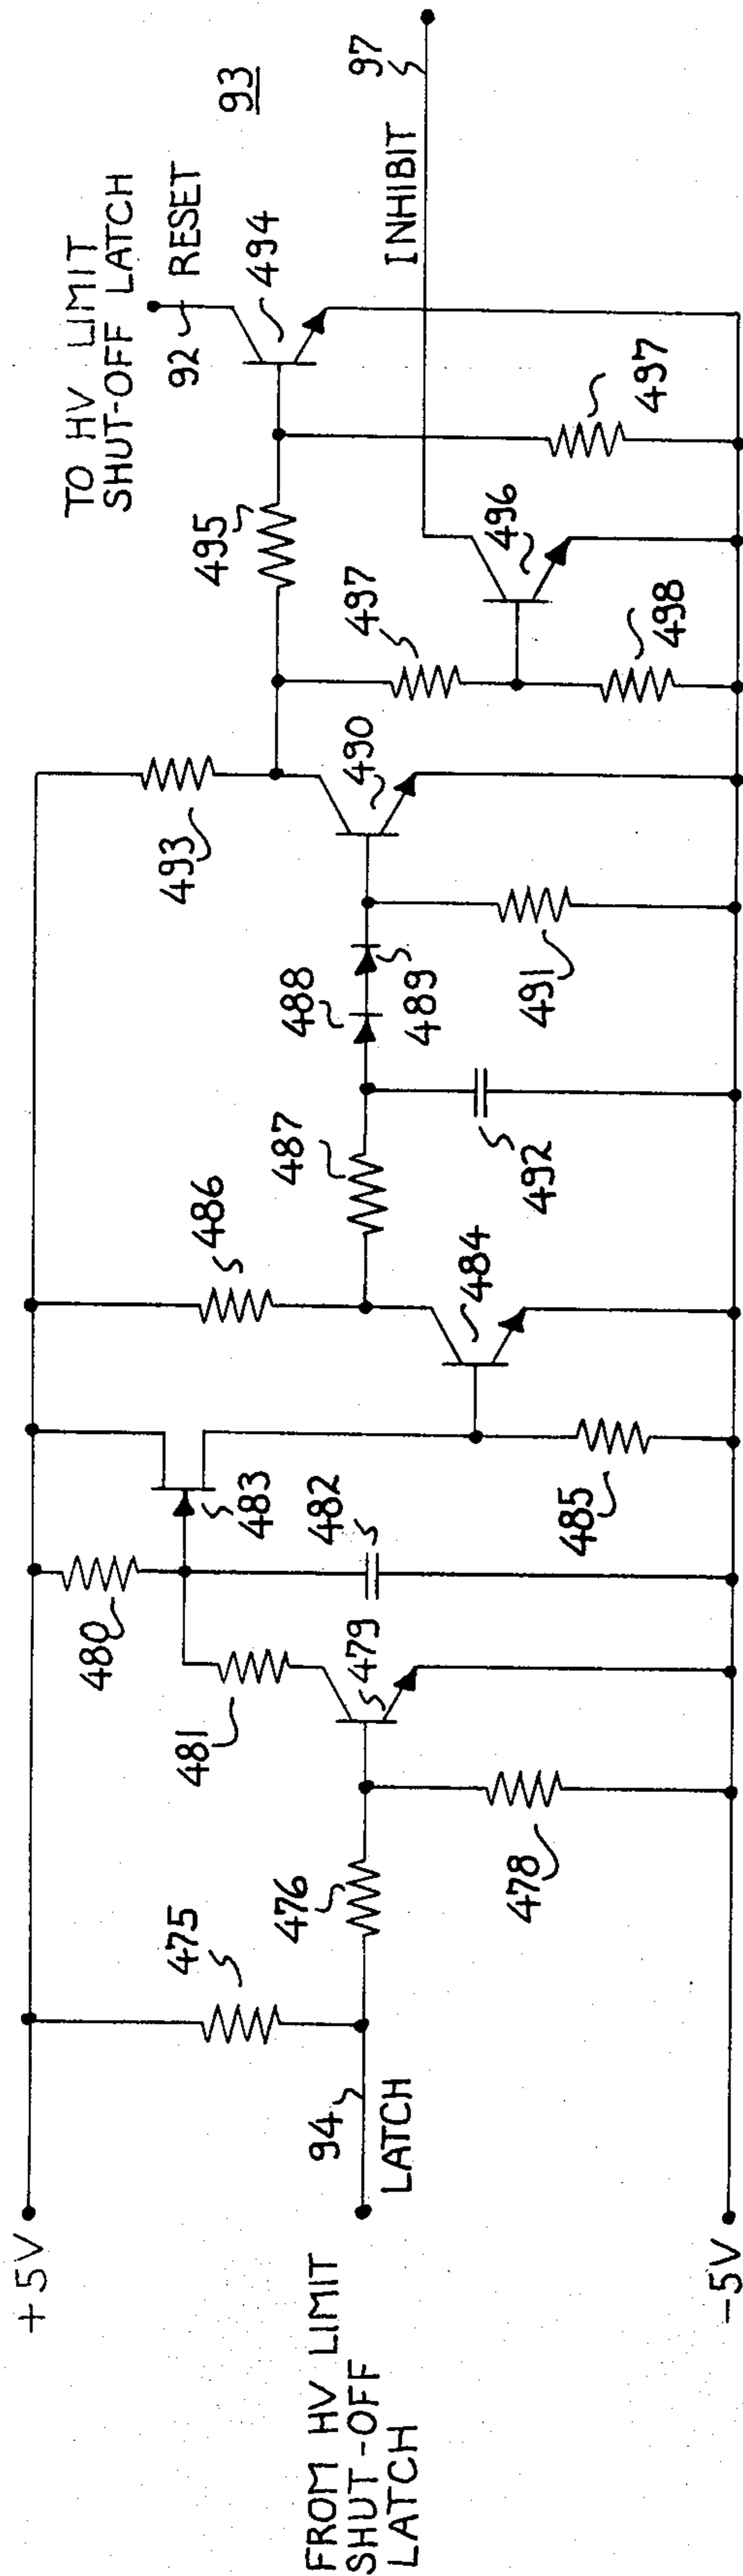 +5V
FROM HV LIMIT
SHUT-OFF
LATCH
94
LATCH
-5V
475
476
478
479
480
481
482
483
484
485
486
487
488
489
490
491
492
493
495
497
496
498
497
TO HV LIMIT
SHUT-OFF LATCH
92
RESET
494
93
INHIBIT
97